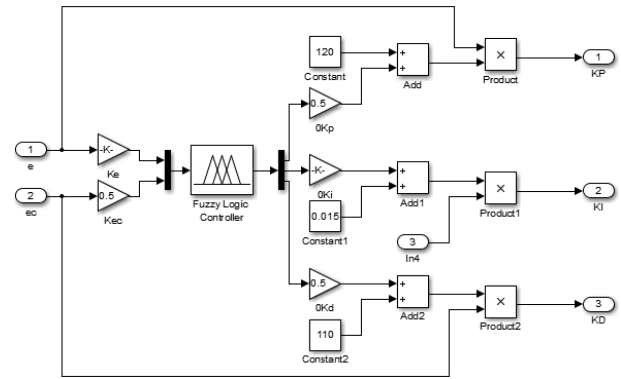 120
Constant
+
+
Add
×
Product
1
KP
0.5
0Kp
1
e
-K-
Ke
2
ec
0.5
Kec
Fuzzy Logic
Controller
-K-
0Ki
0.015
Constant1
+
+
Add1
3
In4
×
Product1
2
KI
0.5
0Kd
110
Constant2
+
+
Add2
×
Product2
3
KD